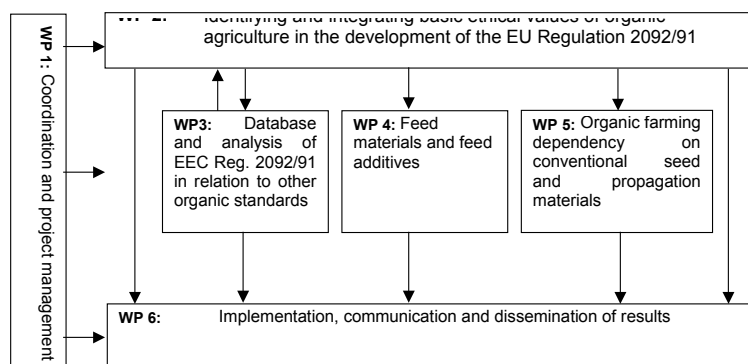 WP 1: Coordination and project management
WP 2: Identifying and integrating basic ethical values of organic
agriculture in the development of the EU Regulation 2092/91
WP3: Database
and analysis of
EEC Reg. 2092/91
in relation to other
organic standards
WP 4: Feed
materials and feed
additives
WP 5: Organic farming
dependency on
conventional seed
and propagation
materials
WP 6: Implementation, communication and dissemination of results